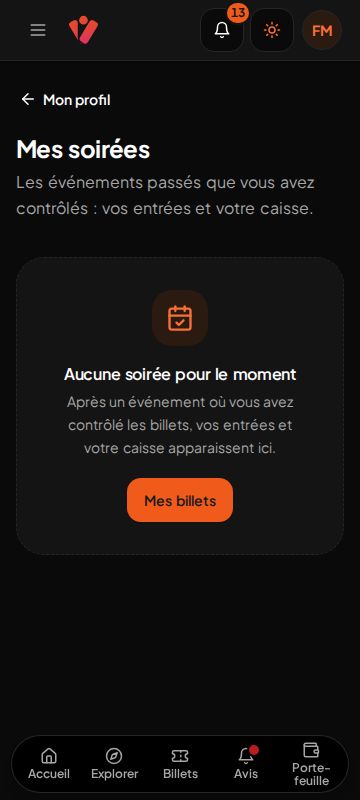 13
FM
Mon profil
Mes soirées
Les événements passés que vous avez
contrôlés : vos entrées et votre caisse.
Aucune soirée pour le moment
Après un événement où vous avez
contrôlé les billets, vos entrées et
votre caisse apparaissent ici.
Mes billets
Accueil
Explorer
Billets
Avis
Porte-
feuille